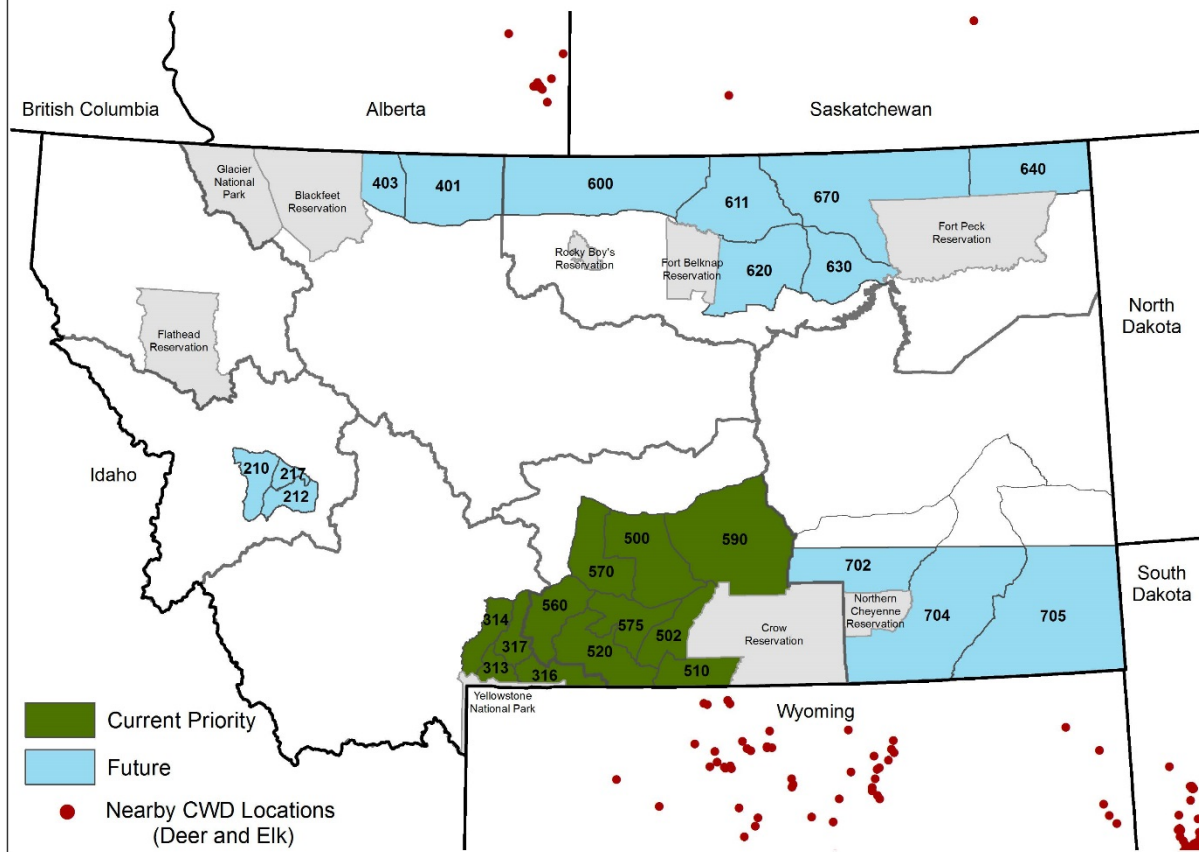 British Columbia
Alberta
Saskatchewan
Glacier
National
Park
Blackfeet
Reservation
403
401
600
611
670
640
Rocky Boy's
Reservation
Fort Belknap
Reservation
620
630
Fort Peck
Reservation
North
Dakota
Flathead
Reservation
Idaho
210
217
212
500
590
570
560
575
502
314
317
313
316
520
510
Crow
Reservation
702
Northern
Cheyenne
Reservation
704
705
South
Dakota
Yellowstone
National Park
Wyoming
Current Priority
Future
Nearby CWD Locations
(Deer and Elk)